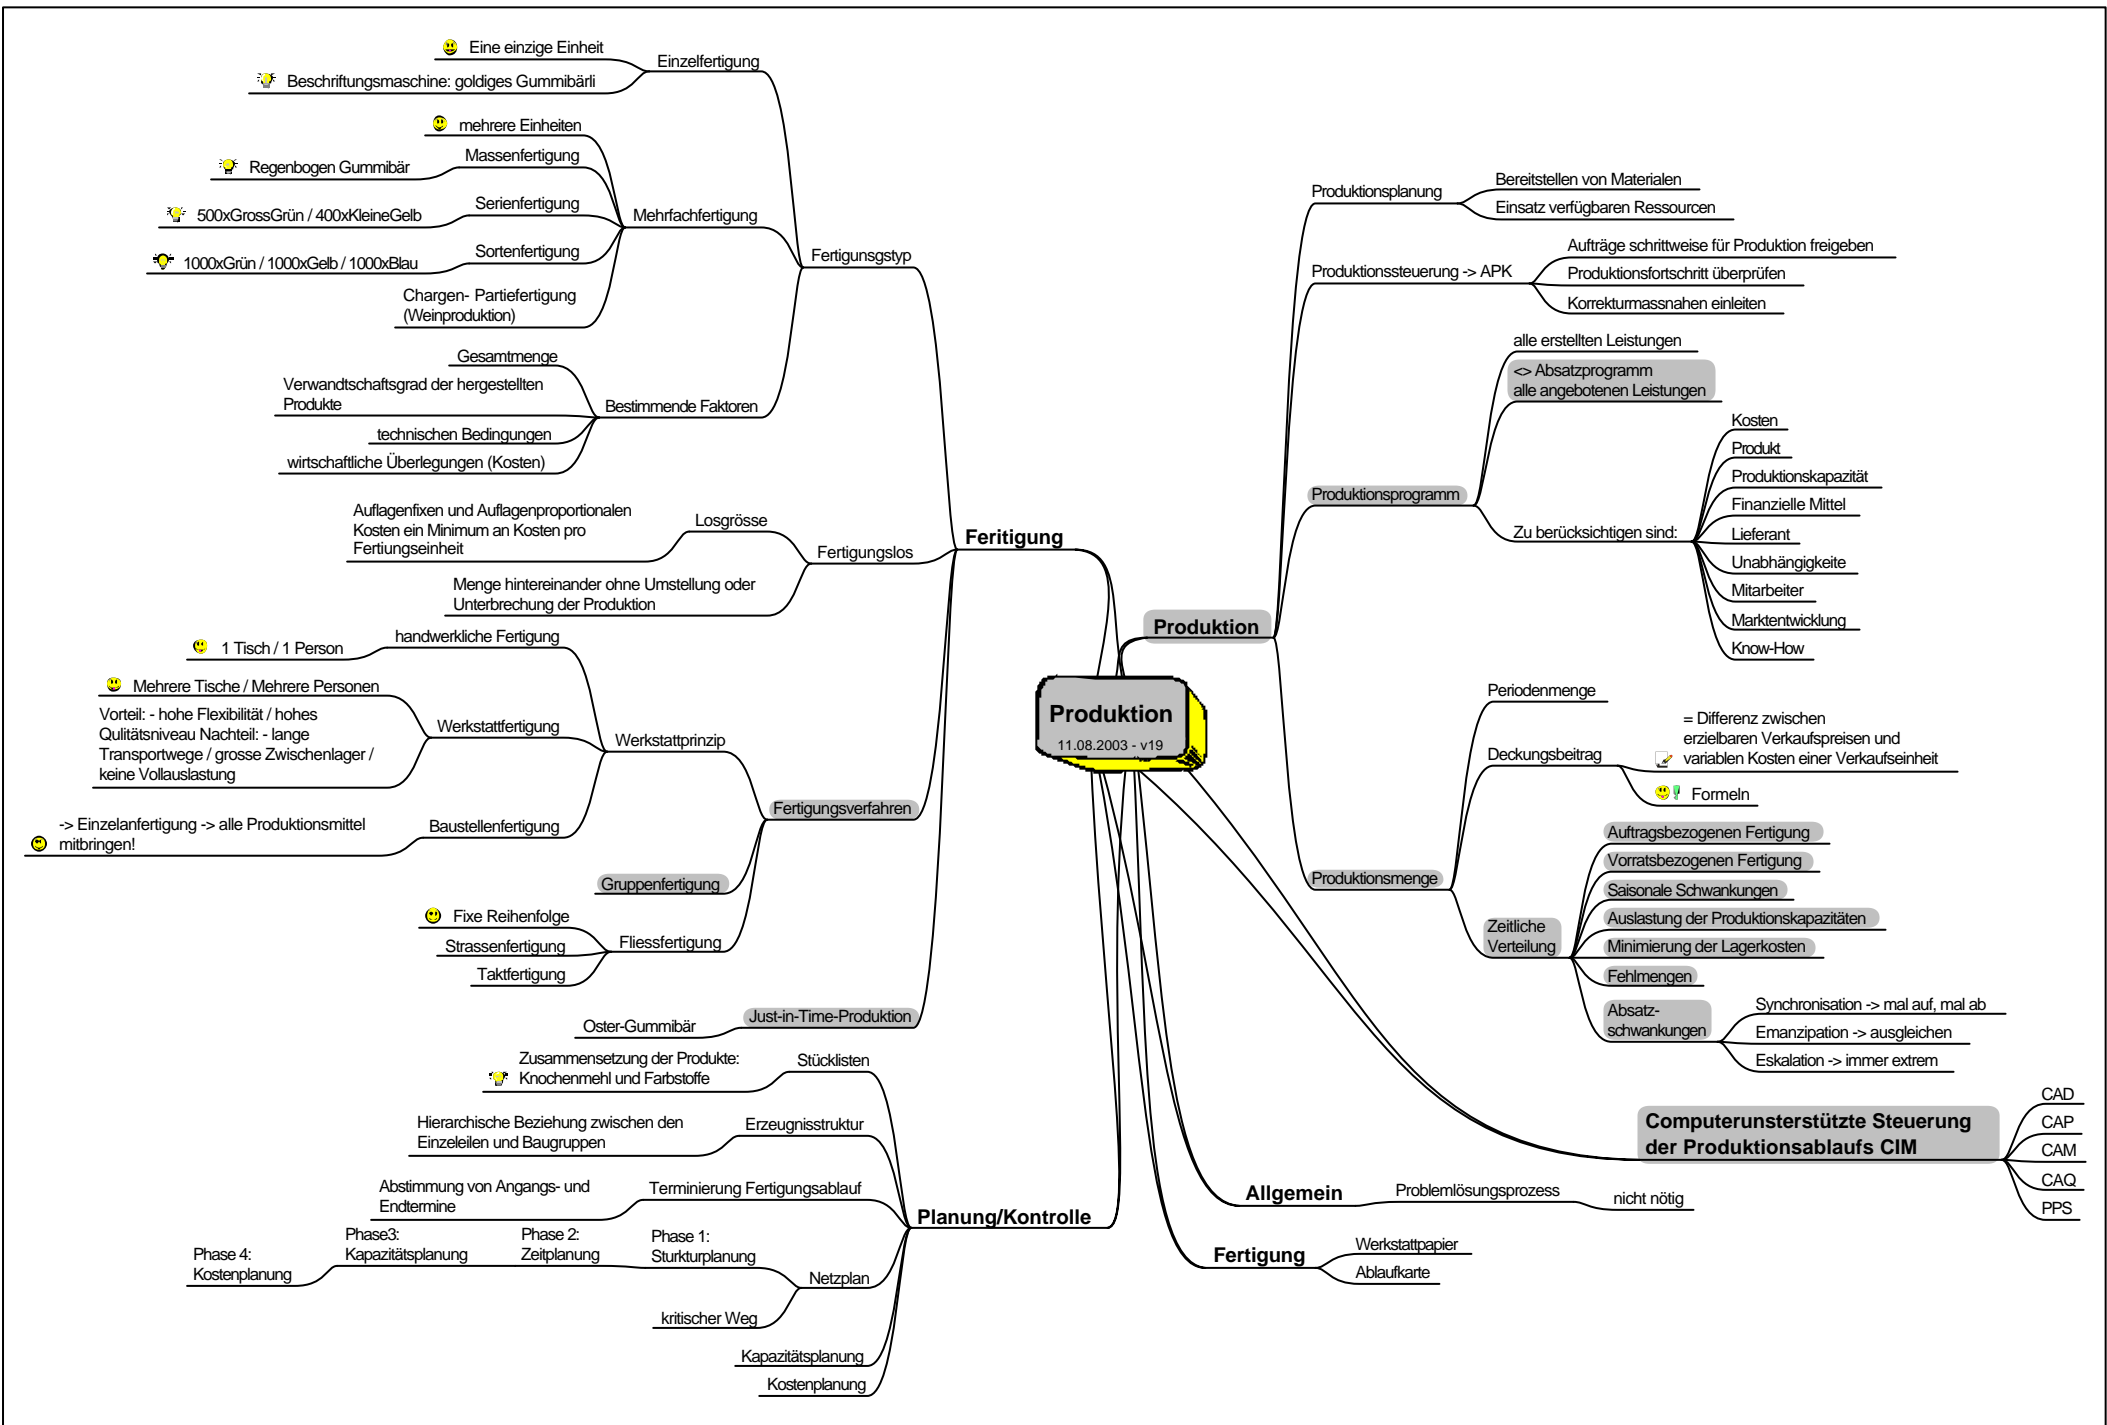 Produktion
11.08.2003 - v19
Feritigung
Fertigunsgstyp
Einzelfertigung
Eine einzige Einheit
Beschriftungsmaschine: goldiges Gummibärli
Mehrfachfertigung
mehrere Einheiten
Massenfertigung
Regenbogen Gummibär
Serienfertigung
500xGrossGrün / 400xKleineGelb
Sortenfertigung
1000xGrün / 1000xGelb / 1000xBlau
Chargen- Partiefertigung
(Weinproduktion)
Bestimmende Faktoren
Gesamtmenge
Verwandtschaftsgrad der hergestellten
Produkte
technischen Bedingungen
wirtschaftliche Überlegungen (Kosten)
Fertigungslos
Losgrösse
Auflagenfixen und Auflagenproportionalen
Kosten ein Minimum an Kosten pro
Fertiungseinheit
Menge hintereinander ohne Umstellung oder
Unterbrechung der Produktion
Fertigungsverfahren
Werkstattprinzip
handwerkliche Fertigung
1 Tisch / 1 Person
Werkstattfertigung
Mehrere Tische / Mehrere Personen
Vorteil: - hohe Flexibilität / hohes
Qulitätsniveau Nachteil: - lange
Transportwege / grosse Zwischenlager /
keine Vollauslastung
Baustellenfertigung
-> Einzelanfertigung -> alle Produktionsmittel
mitbringen!
Gruppenfertigung
Fliessfertigung
Fixe Reihenfolge
Strassenfertigung
Taktfertigung
Just-in-Time-Produktion
Oster-Gummibär
Planung/Kontrolle
Stücklisten
Zusammensetzung der Produkte:
Knochenmehl und Farbstoffe
Erzeugnisstruktur
Hierarchische Beziehung zwischen den
Einzeleilen und Baugruppen
Terminierung Fertigungsablauf
Abstimmung von Angangs- und
Endtermine
Netzplan
Phase 1:
Sturkturplanung
Phase 2:
Zeitplanung
Phase3:
Kapazitätsplanung
Phase 4:
Kostenplanung
kritischer Weg
Kapazitätsplanung
Kostenplanung
Produktion
Produktionsplanung
Bereitstellen von Materialen
Einsatz verfügbaren Ressourcen
Produktionssteuerung -> APK
Aufträge schrittweise für Produktion freigeben
Produktionsfortschritt überprüfen
Korrekturmassnahen einleiten
Produktionsprogramm
alle erstellten Leistungen
<> Absatzprogramm
alle angebotenen Leistungen
Zu berücksichtigen sind:
Kosten
Produkt
Produktionskapazität
Finanzielle Mittel
Lieferant
Unabhängigkeite
Mitarbeiter
Marktentwicklung
Know-How
Produktionsmenge
Periodenmenge
Deckungsbeitrag
= Differenz zwischen
erzielbaren Verkaufspreisen und
variablen Kosten einer Verkaufseinheit
Formeln
Zeitliche
Verteilung
Auftragsbezogenen Fertigung
Vorratsbezogenen Fertigung
Saisonale Schwankungen
Auslastung der Produktionskapazitäten
Minimierung der Lagerkosten
Fehlmengen
Absatz-
schwankungen
Synchronisation -> mal auf, mal ab
Emanzipation -> ausgleichen
Eskalation -> immer extrem
Computerunsterstützte Steuerung
der Produktionsablaufs CIM
CAD
CAP
CAM
CAQ
PPS
Allgemein
Problemlösungsprozess
nicht nötig
Fertigung
Werkstattpapier
Ablaufkarte